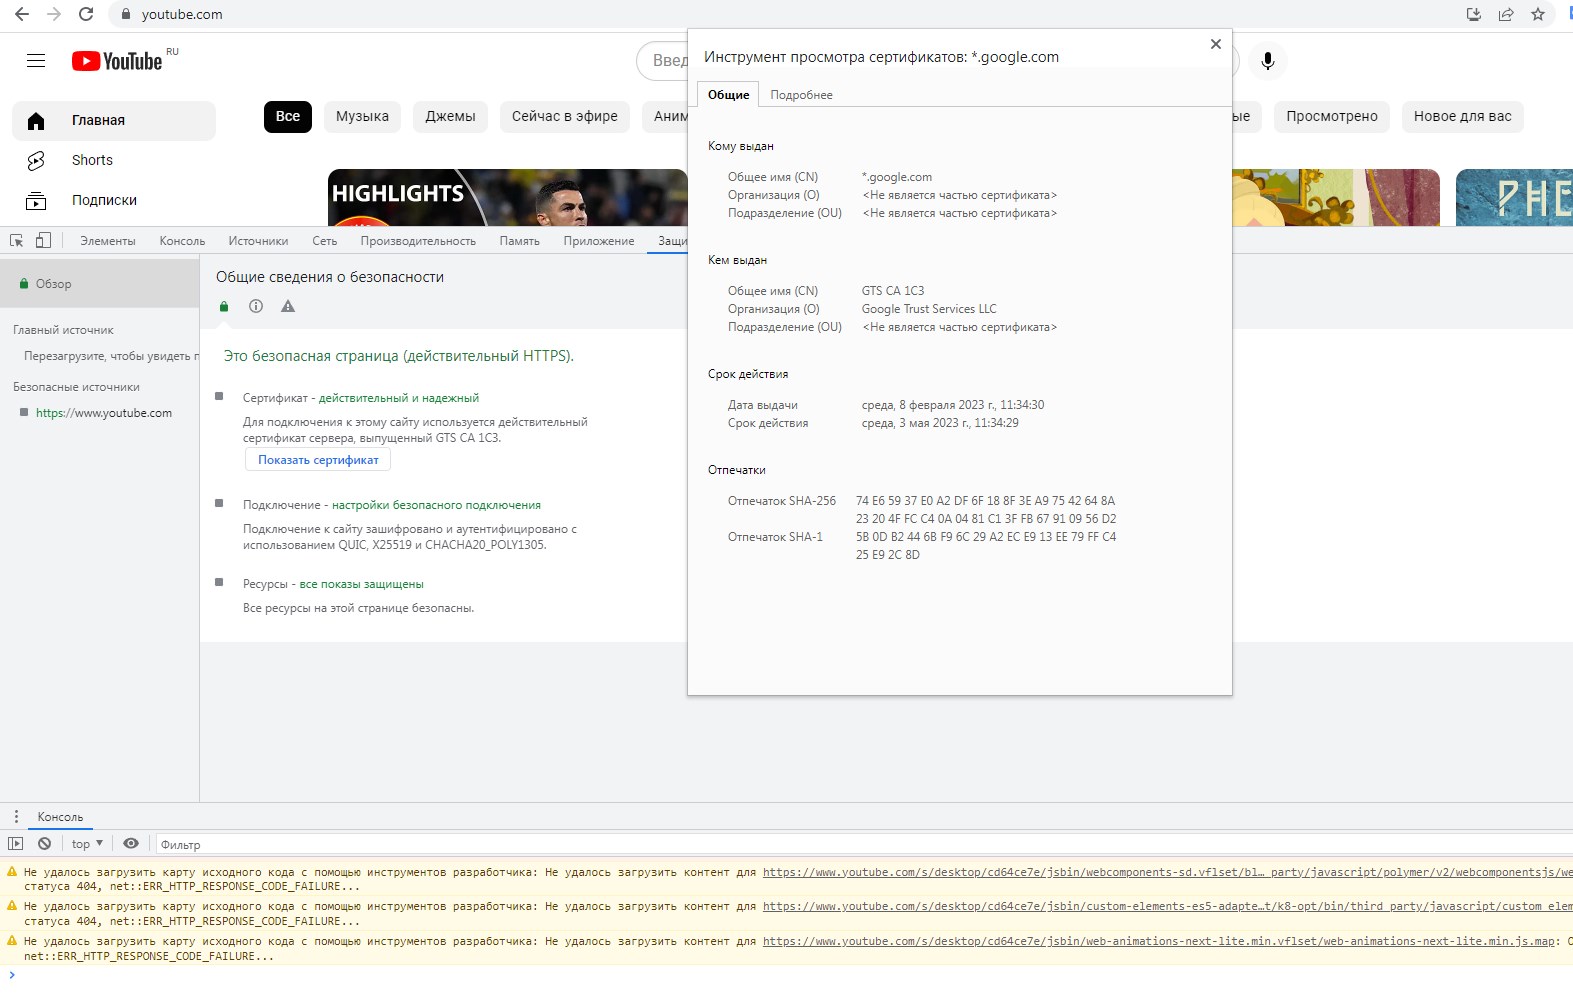 youtube.com
YouTube RU
Главная
Shorts
Подписки
Все
Музыка
Джемы
Сейчас в эфире
Просмотрено
Новое для вас
HIGHLIGHTS
Элементы
Консоль
Источники
Сеть
Производительность
Память
Приложение
Обзор
Главный источник
Перезагрузите, чтобы увидеть
Безопасные источники
https://www.youtube.com
Общие сведения о безопасности
Это безопасная страница (действительный HTTPS).
Сертификат - действительный и надежный
Для подключения к этому сайту используется действительный
сертификат сервера, выпущенный GTS CA 1C3.
Показать сертификат
Подключение - настройки безопасного подключения
Подключение к сайту зашифровано и аутентифицировано с
использованием QUIC, X25519 и CHACHA20_POLY1305.
Ресурсы - все показы защищены
Все ресурсы на этой странице безопасны.
Инструмент просмотра сертификатов: *.google.com
Общие
Подробнее
Кому выдан
Общее имя (CN) *.google.com
Организация (O) <Не является частью сертификата>
Подразделение (OU) <Не является частью сертификата>
Кем выдан
Общее имя (CN) GTS CA 1C3
Организация (O) Google Trust Services LLC
Подразделение (OU) <Не является частью сертификата>
Срок действия
Дата выдачи среда, 8 февраля 2023 г., 11:34:30
Срок действия среда, 3 мая 2023 г., 11:34:29
Отпечатки
Отпечаток SHA-256 74 E6 59 37 E0 A2 DF 6F 18 8F 3E A9 75 42 64 8A
23 20 4F FC C4 0A 04 81 C1 3F FB 67 91 09 56 D2
Отпечаток SHA-1 5B 0D B2 44 6B F9 6C 29 A2 EC E9 13 EE 79 FF C4
25 E9 2C 8D
Консоль
top
Фильтр
Не удалось загрузить карту исходного кода с помощью инструментов разработчика: Не удалось загрузить контент для https://www.youtube.com/s/desktop/cd64ce7e/jsbin/webcomponents-sd.vflset/bl… party/javascript/polymer/v2/webcomponentsjs/we
статуса 404, net::ERR_HTTP_RESPONSE_CODE_FAILURE...
Не удалось загрузить карту исходного кода с помощью инструментов разработчика: Не удалось загрузить контент для https://www.youtube.com/s/desktop/cd64ce7e/jsbin/custom-elements-es5-adapte…t/k8-opt/bin/third_party/javascript/custom_elem
статуса 404, net::ERR_HTTP_RESPONSE_CODE_FAILURE...
Не удалось загрузить карту исходного кода с помощью инструментов разработчика: Не удалось загрузить контент для https://www.youtube.com/s/desktop/cd64ce7e/jsbin/web-animations-next-lite.min.vflset/web-animations-next-lite.min.js.map:
net::ERR_HTTP_RESPONSE_CODE_FAILURE...